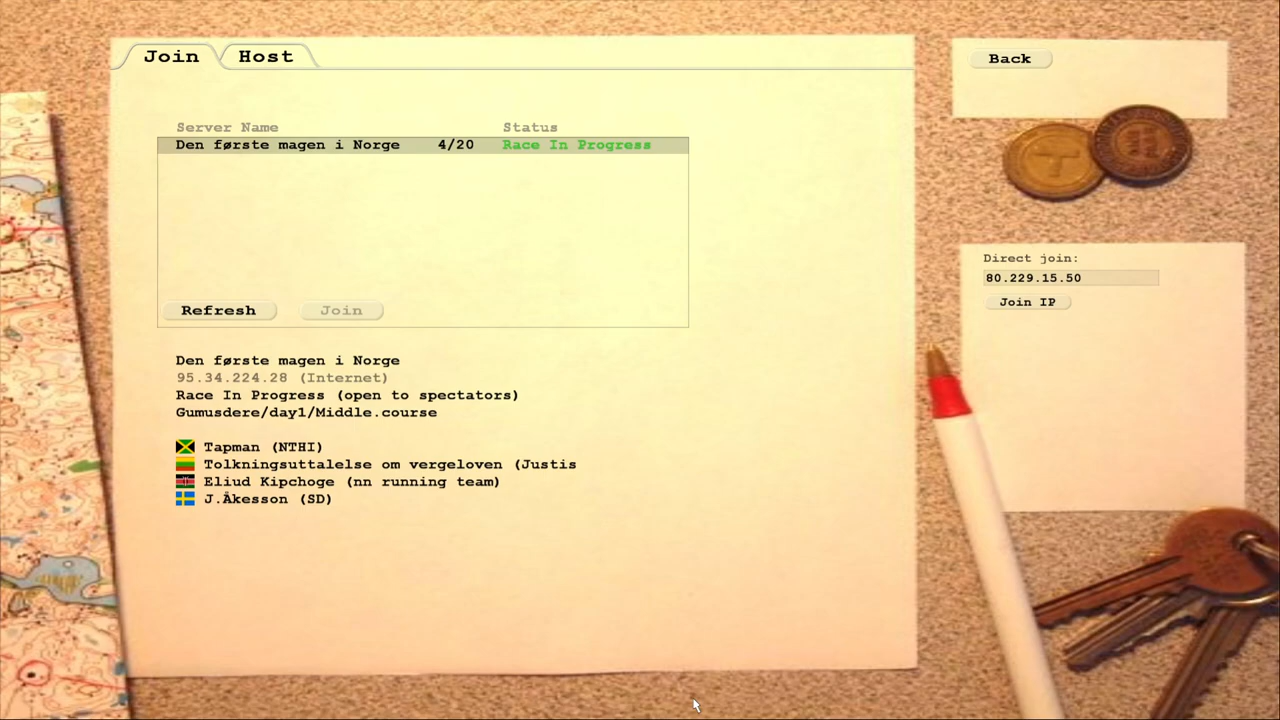 Join Host
Back
Server Name Status
Den første magen i Norge 4/20 Race In Progress
Refresh Join
Direct join:
80.229.15.50
Join IP
Den første magen i Norge
95.34.224.28 (Internet)
Race In Progress (open to spectators)
Gumusdere/day1/Middle.course
Tapman (NTHI)
Tolkningsuttalelse om vergeloven (Justis
Eliud Kipchoge (nn running team)
J.Åkesson (SD)